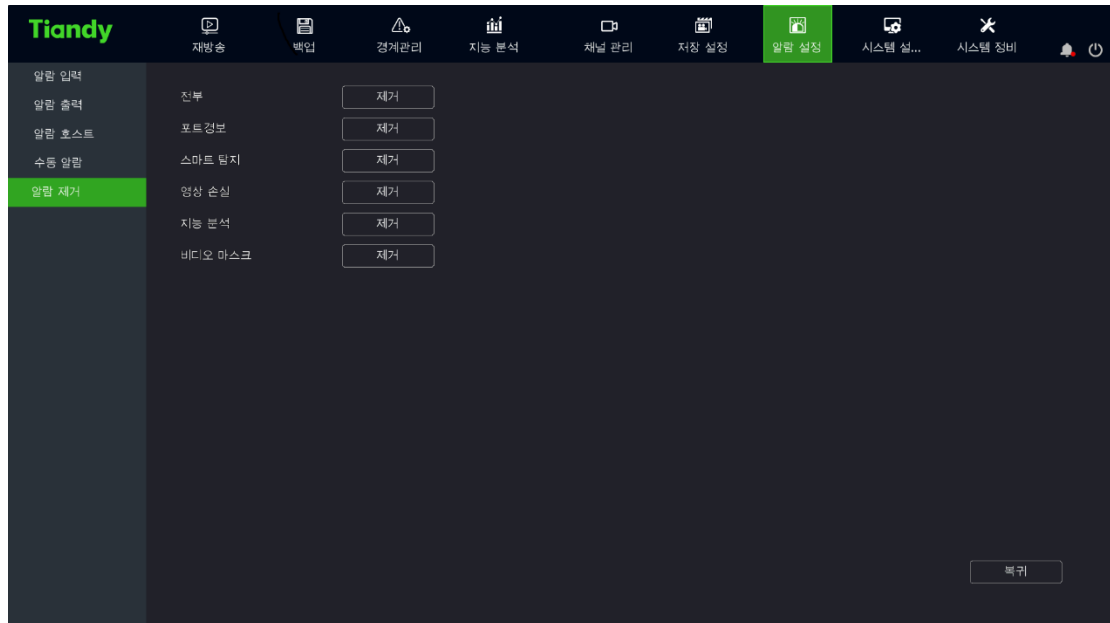 Tiandy
재방송
백업
경계관리
지능 분석
채널 관리
저장 설정
알람 설정
시스템 설...
시스템 정비
알람 입력
알람 출력
알람 호스트
수동 알람
알람 제거
전부 제거
포트경보 제거
스마트 탐지 제거
영상 손실 제거
지능 분석 제거
비디오 마스크 제거
복귀